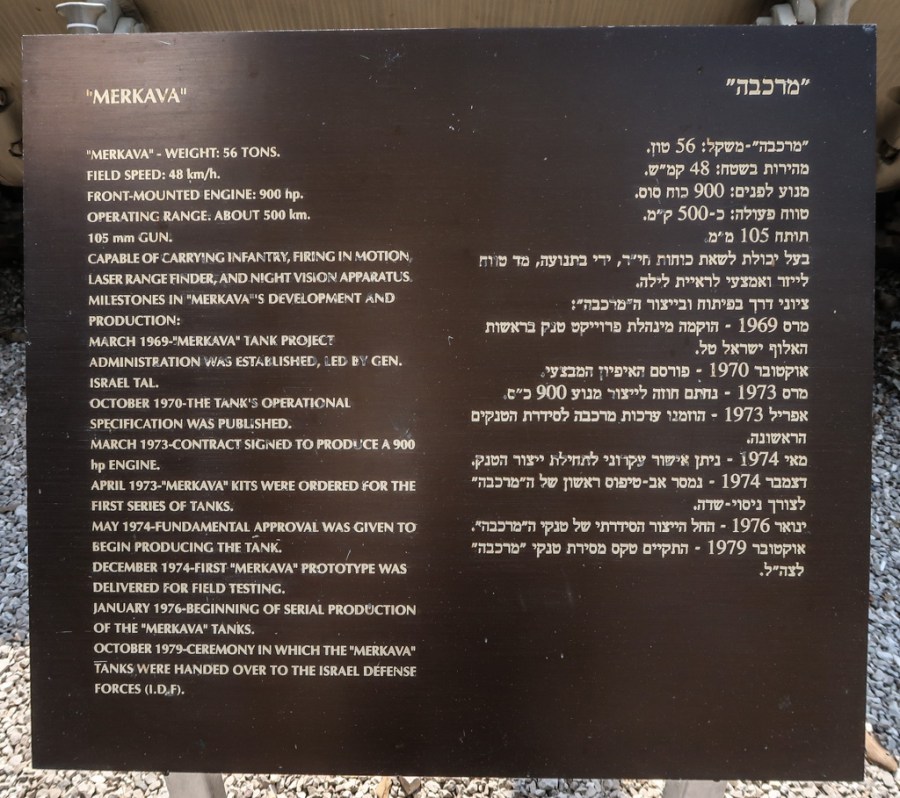 "MERKAVA"
"MERKAVA" - WEIGHT: 56 TONS.
FIELD SPEED: 48 km/h.
FRONT-MOUNTED ENGINE: 900 hp.
OPERATING RANGE: ABOUT 500 km.
105 mm GUN.
CAPABLE OF CARRYING INFANTRY, FIRING IN MOTION,
LASER RANGE FINDER, AND NIGHT VISION APPARATUS.
MILESTONES IN "MERKAVA"'S DEVELOPMENT AND
PRODUCTION:
MARCH 1969-"MERKAVA" TANK PROJECT
ADMINISTRATION WAS ESTABLISHED, LED BY GEN.
ISRAEL TAL.
OCTOBER 1970-THE TANK'S OPERATIONAL
SPECIFICATION WAS PUBLISHED.
MARCH 1973-CONTRACT SIGNED TO PRODUCE A 900
hp ENGINE.
APRIL 1973-"MERKAVA" KITS WERE ORDERED FOR THE
FIRST SERIES OF TANKS.
MAY 1974-FUNDAMENTAL APPROVAL WAS GIVEN TO
BEGIN PRODUCING THE TANK.
DECEMBER 1974-FIRST "MERKAVA" PROTOTYPE WAS
DELIVERED FOR FIELD TESTING.
JANUARY 1976-BEGINNING OF SERIAL PRODUCTION
OF THE "MERKAVA" TANKS.
OCTOBER 1979-CEREMONY IN WHICH THE "MERKAVA"
TANKS WERE HANDED OVER TO THE ISRAEL DEFENSE
FORCES (I.D.F).
"מרכבה"
"מרכבה"-משקל: 56 טון.
מהירות בשטח: 48 קמ"ש.
מנוע לפנים: 900 כוח סוס.
טווח פעולה: כ-500 ק"מ.
תותח 105 מ"מ.
בעל יכולת לשאת כוחות חי"ר, ירי בתנועה, מד טווח
לייזר ואמצעי לראיית לילה.
ציוני דרך בפיתוח ובייצור ה"מרכבה":
מרס 1969 - הוקמה מינהלת פרוייקט טנק בראשות
האלוף ישראל טל.
אוקטובר 1970 - פורסם האיפיון המבצעי.
מרס 1973 - נחתם חוזה לייצור מנוע 900 כ"ס.
אפריל 1973 - הוזמנו ערכות מרכבה לסידרת הטנקים
הראשונה.
מאי 1974 - ניתן אישור עקרוני לתחילת ייצור הטנק.
דצמבר 1974 - נמסר אב-טיפוס ראשון של ה"מרכבה"
לצורך ניסוי-שדה.
ינואר 1976 - החל הייצור הסידרתי של טנקי ה"מרכבה".
אוקטובר 1979 - התקיים טקס מסירת טנקי "מרכבה"
לצה"ל.